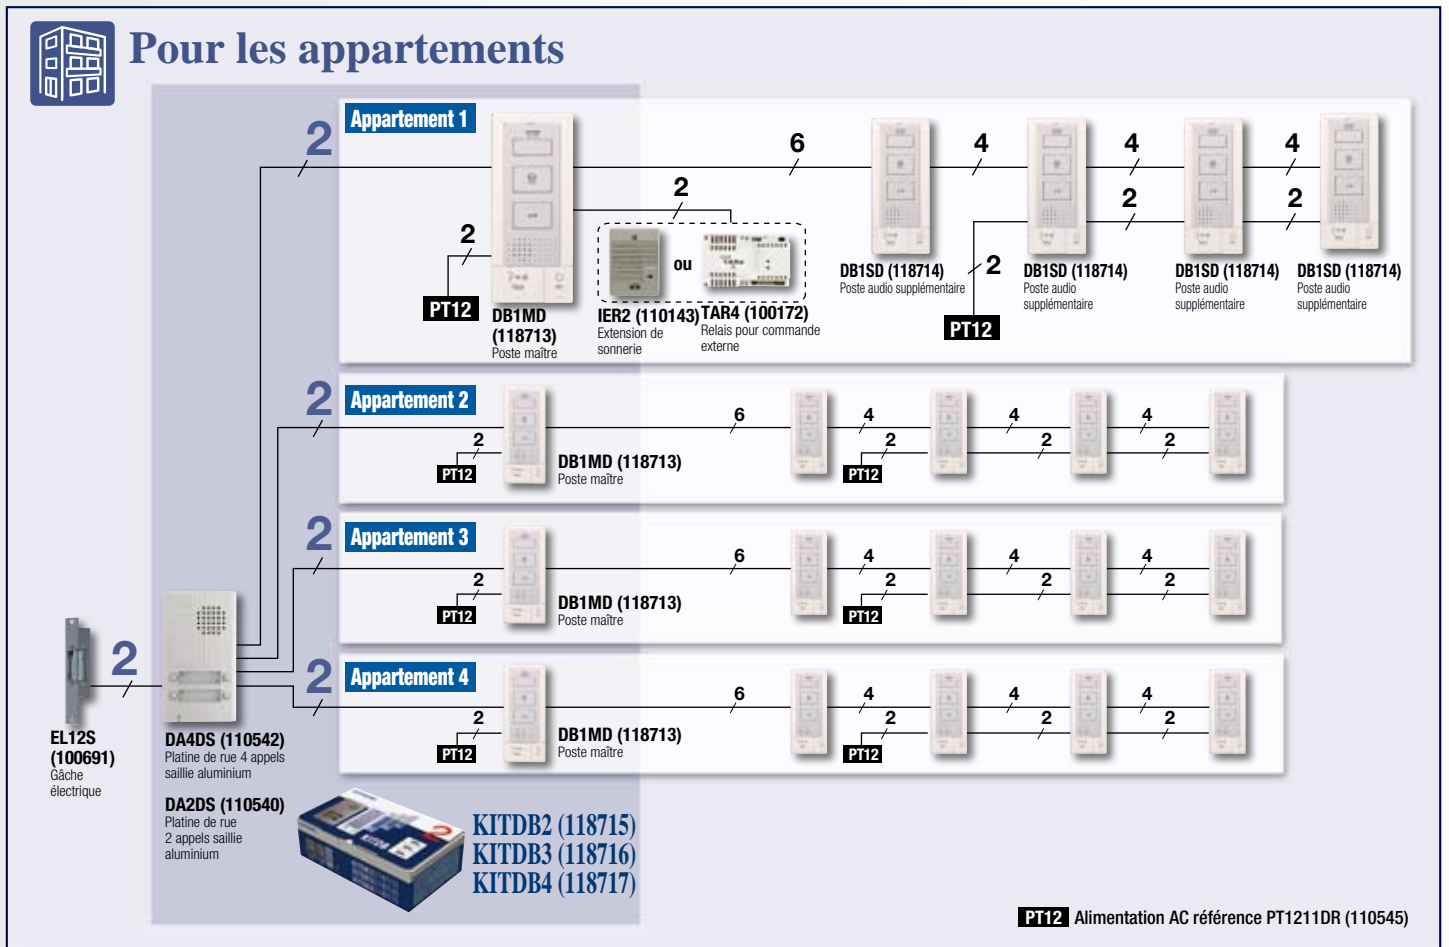 Pour les appartements
Appartement 1
2
6
4
4
4
2
2
2
2
2
PT12
ou
PT12
DB1MD
(118713)
Poste maître
IER2 (110143)
Extension de
sonnerie
TAR4 (100172)
Relais pour commande
externe
DB1SD (118714)
Poste audio supplémentaire
DB1SD (118714)
Poste audio
supplémentaire
DB1SD (118714)
Poste audio
supplémentaire
DB1SD (118714)
Poste audio
supplémentaire
Appartement 2
2
6
4
4
4
2
2
2
2
PT12
PT12
DB1MD (118713)
Poste maître
Appartement 3
2
6
4
4
4
2
2
2
2
PT12
PT12
DB1MD (118713)
Poste maître
Appartement 4
2
6
4
4
4
2
2
2
2
PT12
PT12
DB1MD (118713)
Poste maître
2
EL12S
(100691)
Gâche
électrique
DA4DS (110542)
Platine de rue 4 appels
saillie aluminium
DA2DS (110540)
Platine de rue
2 appels saillie
aluminium
KITDB2 (118715)
KITDB3 (118716)
KITDB4 (118717)
PT12 Alimentation AC référence PT1211DR (110545)